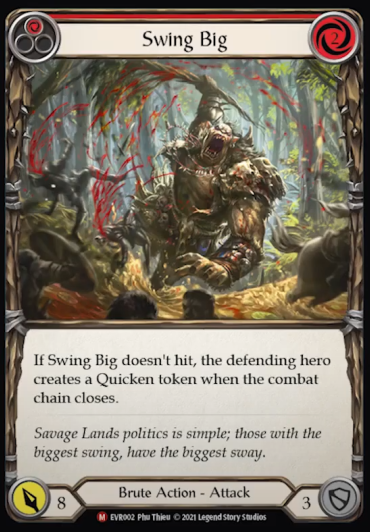 Swing Big
2
If Swing Big doesn't hit, the defending hero
creates a Quicken token when the combat
chain closes.
Savage Lands politics is simple; those with the
biggest swing, have the biggest sway.
8
Brute Action - Attack
3
M EVR002 Phu Thieu © 2021 Legend Story Studios